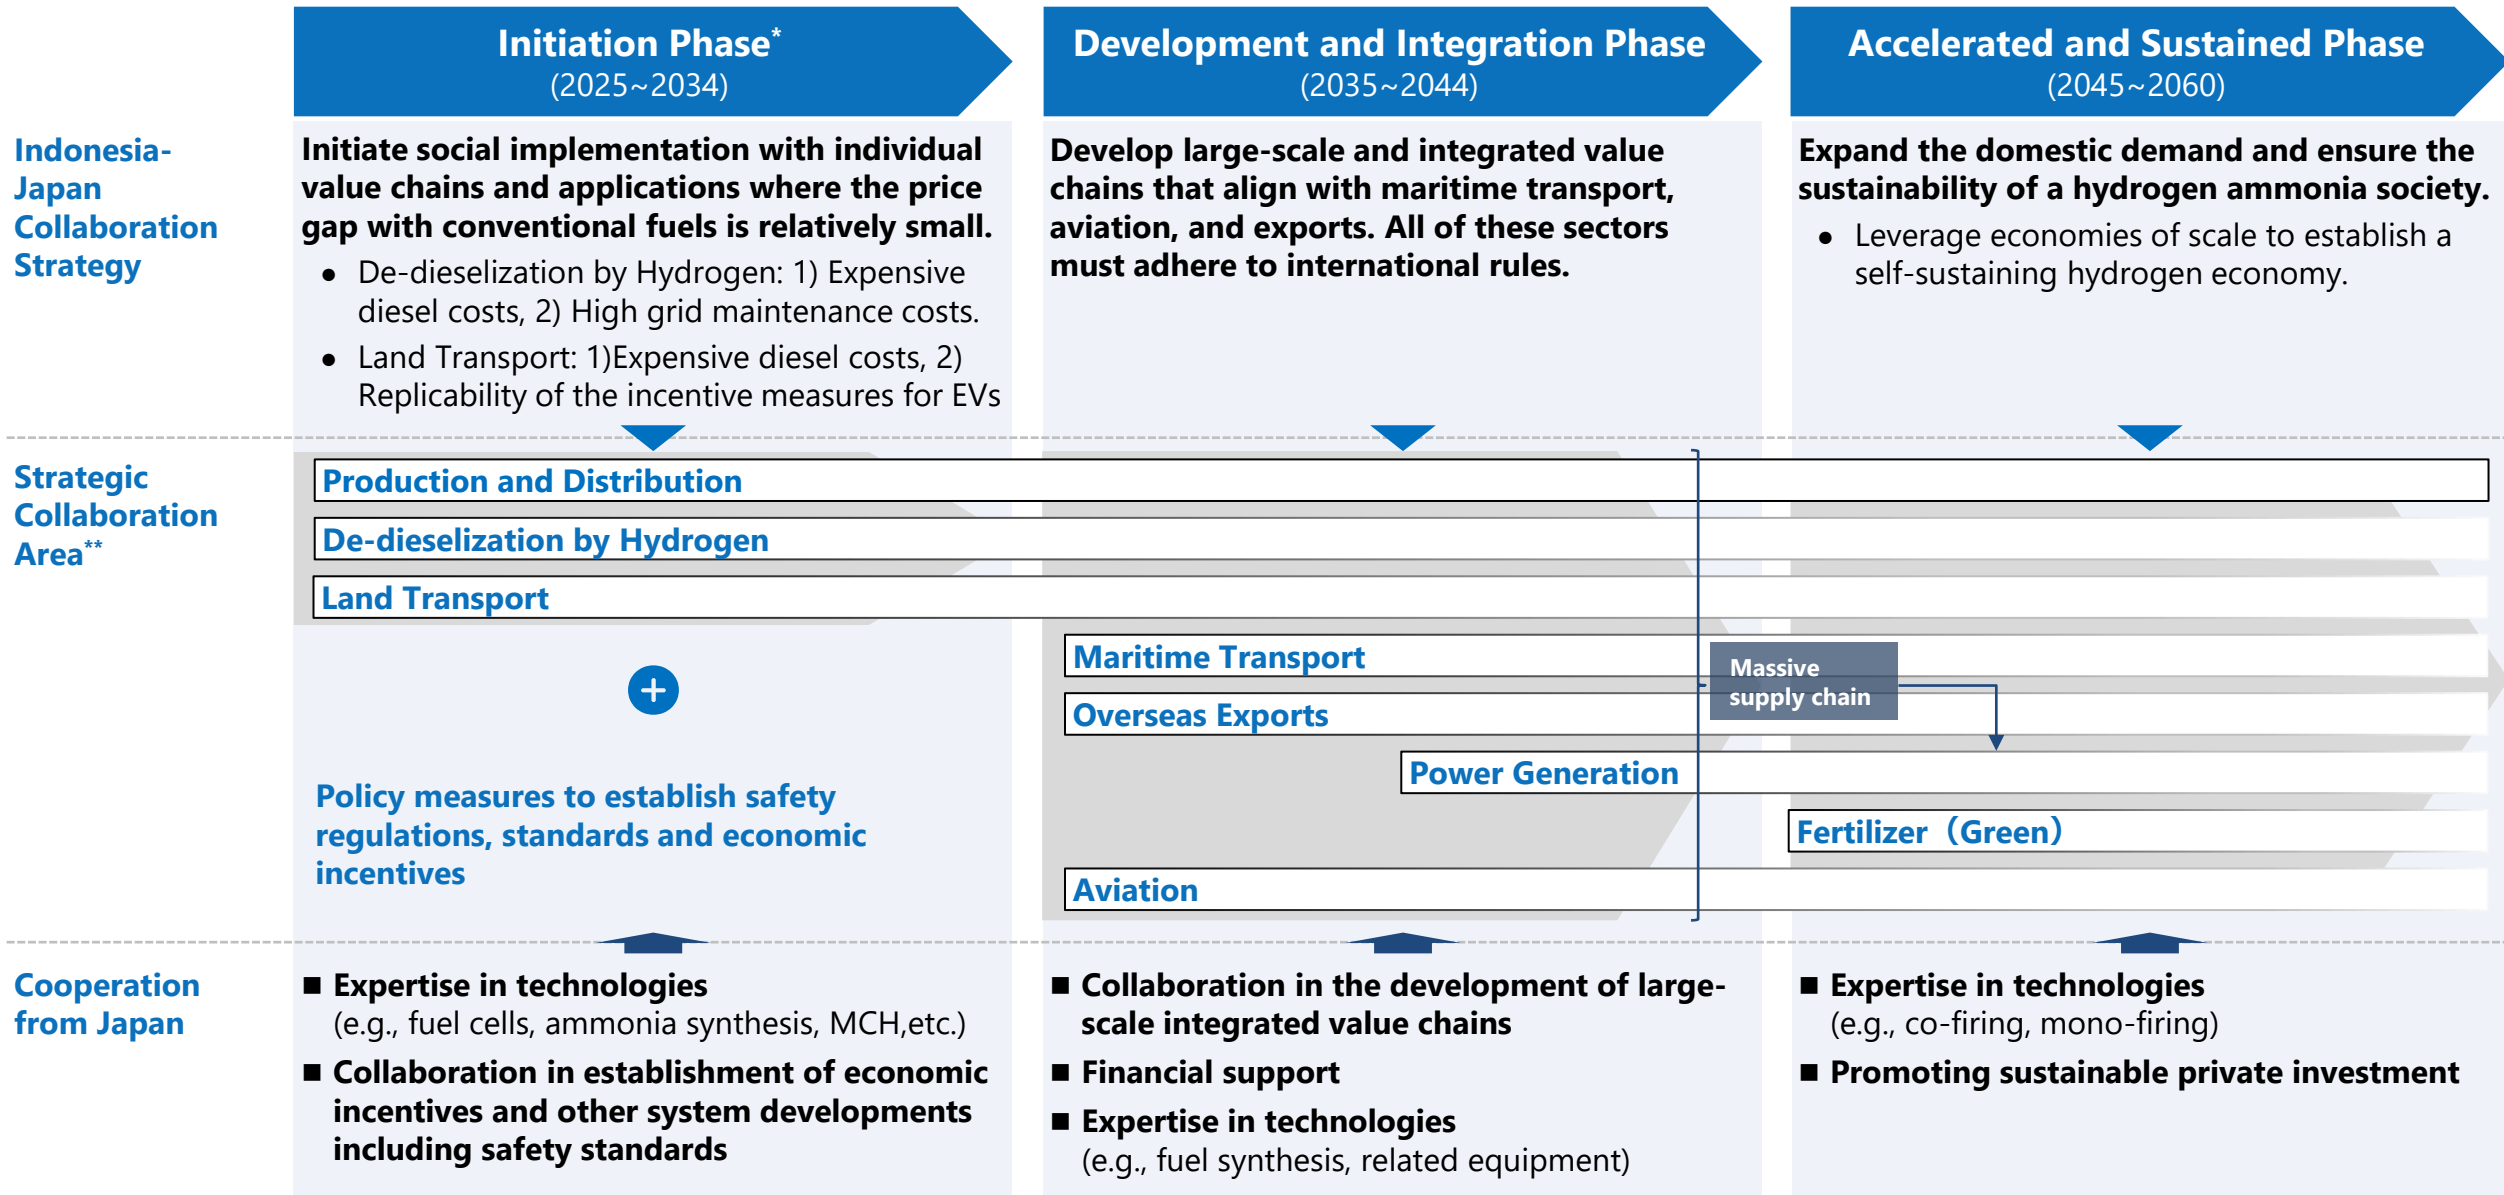 Initiation Phase*
(2025~2034)
Development and Integration Phase
(2035~2044)
Accelerated and Sustained Phase
(2045~2060)
Indonesia-
Japan
Collaboration
Strategy
Initiate social implementation with individual
value chains and applications where the price
gap with conventional fuels is relatively small.
● De-dieselization by Hydrogen: 1) Expensive
diesel costs, 2) High grid maintenance costs.
● Land Transport: 1)Expensive diesel costs, 2)
Replicability of the incentive measures for EVs
Develop large-scale and integrated value
chains that align with maritime transport,
aviation, and exports. All of these sectors
must adhere to international rules.
Expand the domestic demand and ensure the
sustainability of a hydrogen ammonia society.
● Leverage economies of scale to establish a
self-sustaining hydrogen economy.
Strategic
Collaboration
Area**
Production and Distribution
De-dieselization by Hydrogen
Land Transport
Maritime Transport
Overseas Exports
Power Generation
Fertilizer（Green）
Aviation
Massive
supply chain
+
Policy measures to establish safety
regulations, standards and economic
incentives
Cooperation
from Japan
■ Expertise in technologies
(e.g., fuel cells, ammonia synthesis, MCH,etc.)
■ Collaboration in establishment of economic
incentives and other system developments
including safety standards
■ Collaboration in the development of large-
scale integrated value chains
■ Financial support
■ Expertise in technologies
(e.g., fuel synthesis, related equipment)
■ Expertise in technologies
(e.g., co-firing, mono-firing)
■ Promoting sustainable private investment